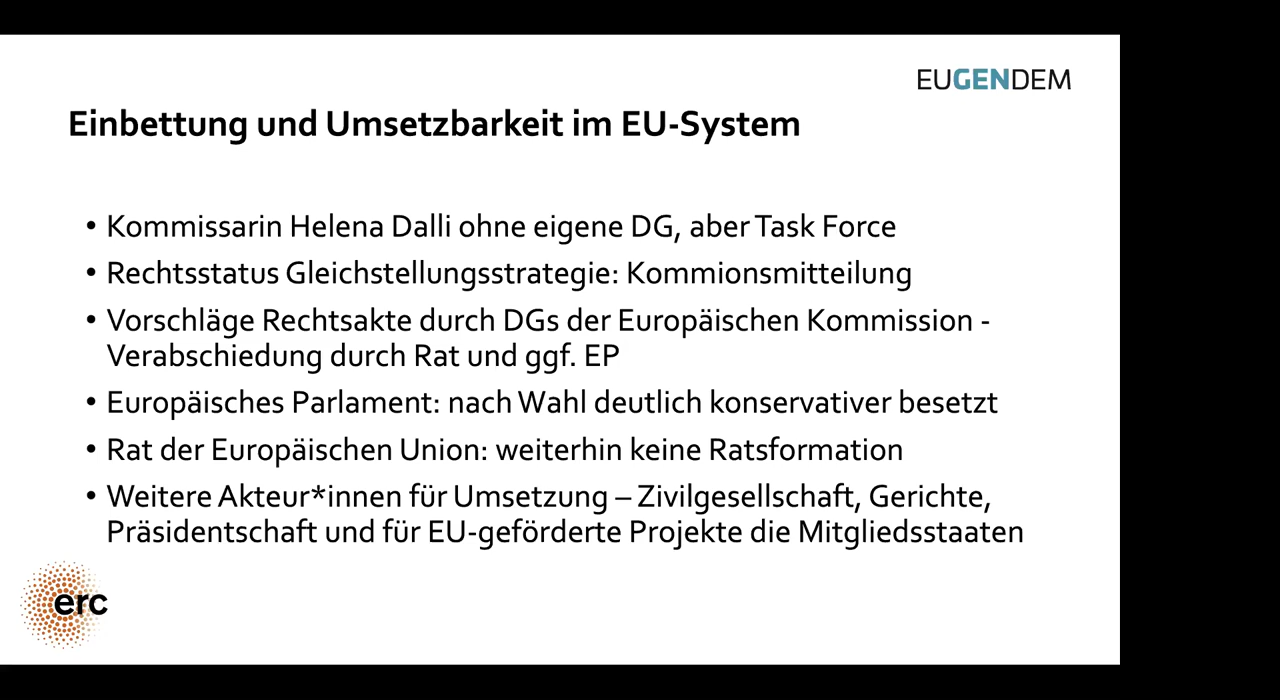 EUGENDEM
Einbettung und Umsetzbarkeit im EU-System
• Kommissarin Helena Dalli ohne eigene DG, aber Task Force
• Rechtsstatus Gleichstellungsstrategie: Kommionsmitteilung
• Vorschläge Rechtsakte durch DGs der Europäischen Kommission -
Verabschiedung durch Rat und ggf. EP
• Europäisches Parlament: nach Wahl deutlich konservativer besetzt
• Rat der Europäischen Union: weiterhin keine Ratsformation
• Weitere Akteur*innen für Umsetzung – Zivilgesellschaft, Gerichte,
Präsidentschaft und für EU-geförderte Projekte die Mitgliedsstaaten
erc